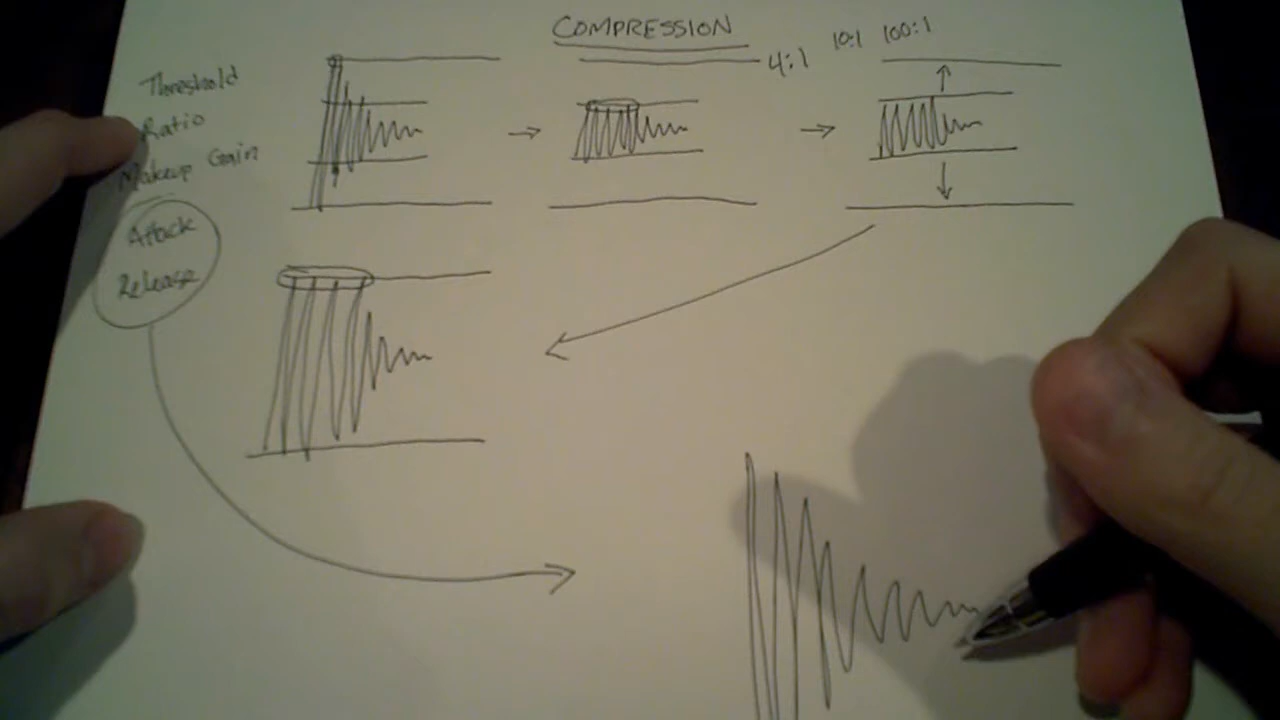 COMPRESSION
4:1 10:1 100:1
Threshold
Ratio
Makeup Gain
Attack
Release